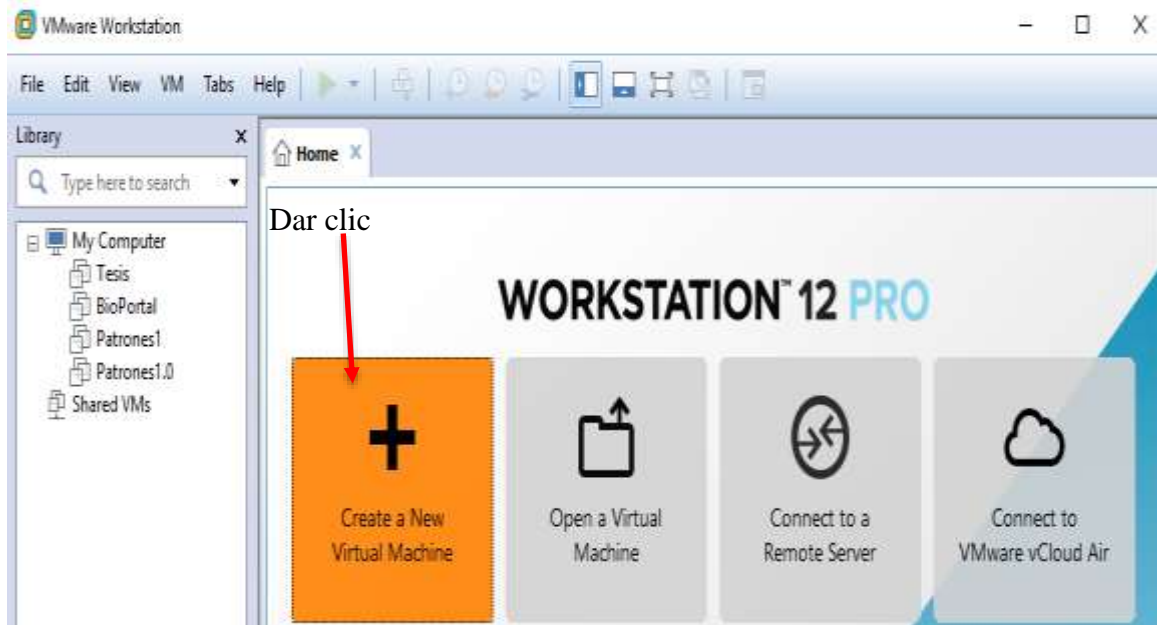 VMware Workstation
File Edit View VM Tabs Help
Library
Home
Type here to search
My Computer
Tesis
BioPortal
Patrones1
Patrones1.0
Shared VMs
Dar clic
WORKSTATION™ 12 PRO
Create a New
Virtual Machine
Open a Virtual
Machine
Connect to a
Remote Server
Connect to
VMware vCloud Air